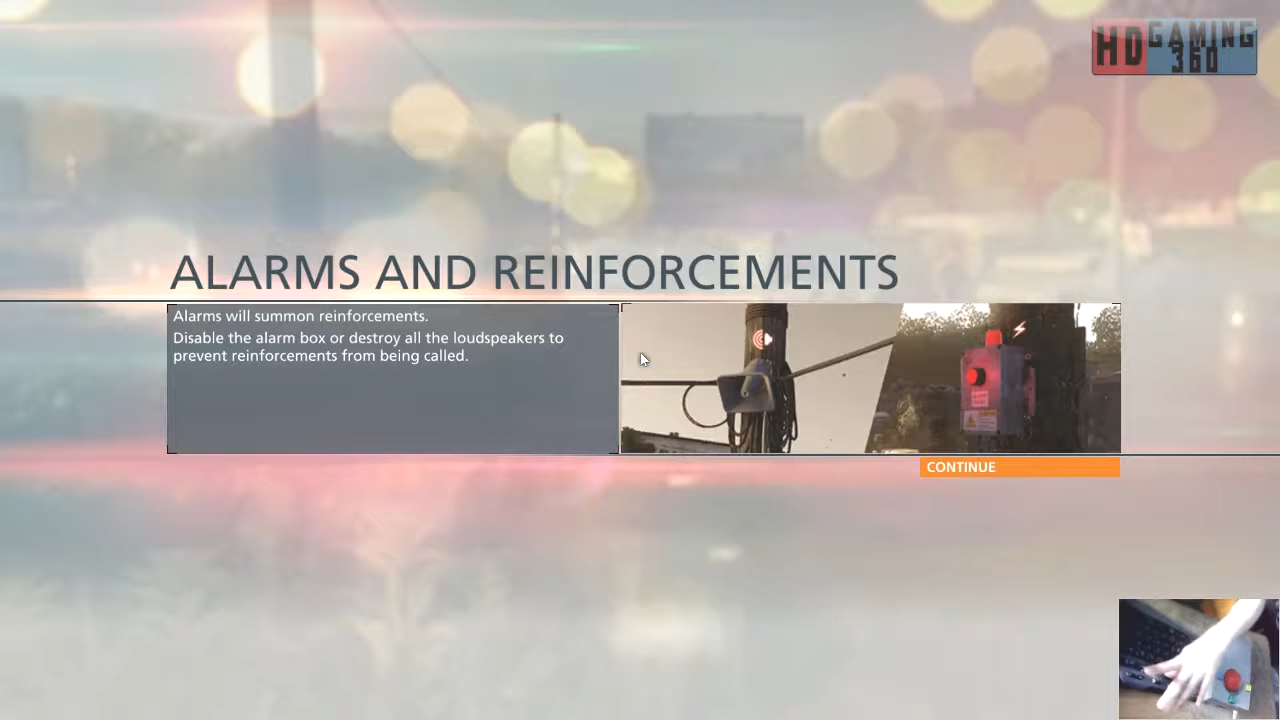 HD GAMING
360
ALARMS AND REINFORCEMENTS
Alarms will summon reinforcements.
Disable the alarm box or destroy all the loudspeakers to
prevent reinforcements from being called.
CONTINUE